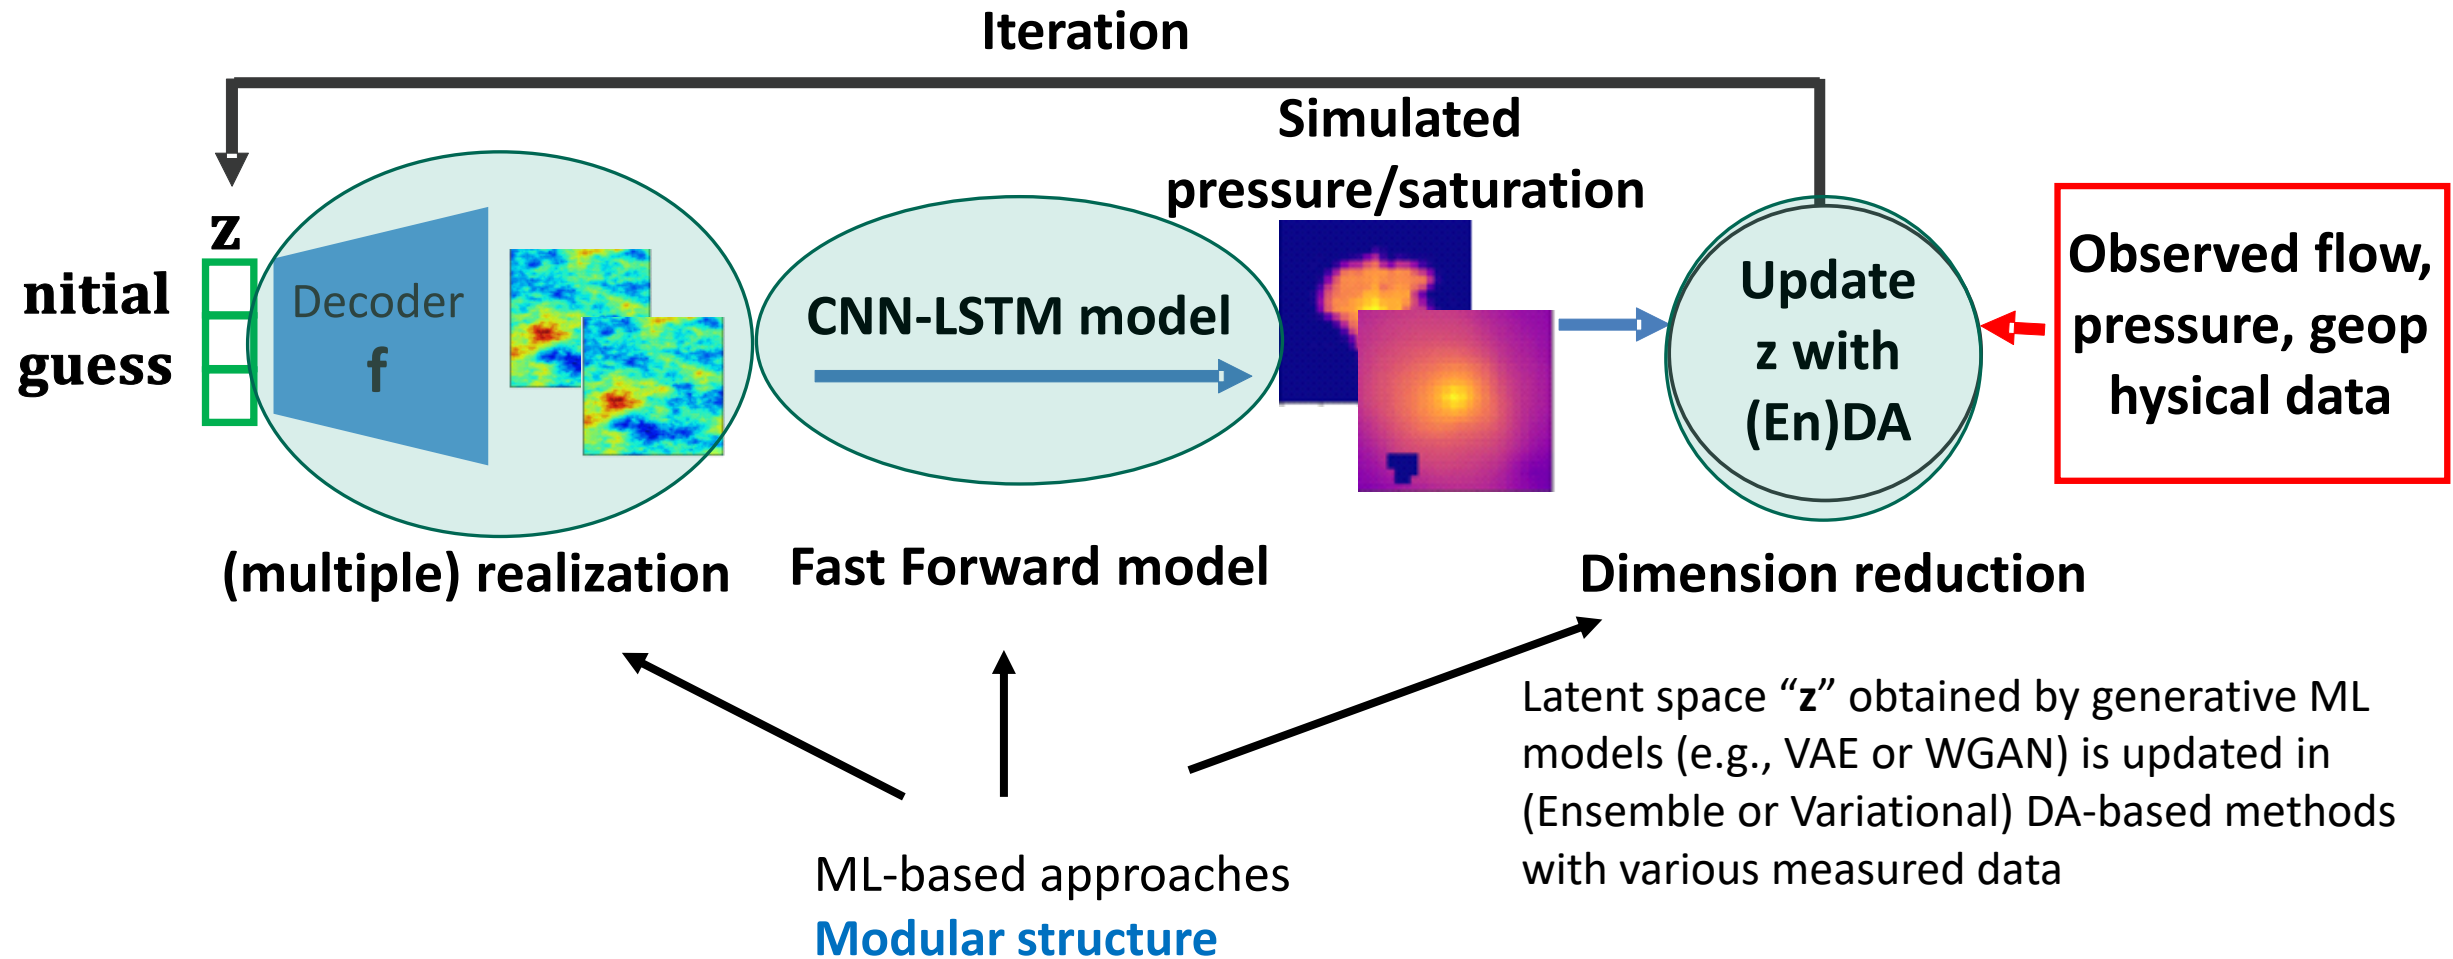 Iteration
Simulated
pressure/saturation
z
nitial
guess
Decoder
f
CNN-LSTM model
Update
z with
(En)DA
Observed flow,
pressure, geop
hysical data
(multiple) realization
Fast Forward model
Dimension reduction
Latent space “z” obtained by generative ML
models (e.g., VAE or WGAN) is updated in
(Ensemble or Variational) DA-based methods
with various measured data
ML-based approaches
Modular structure